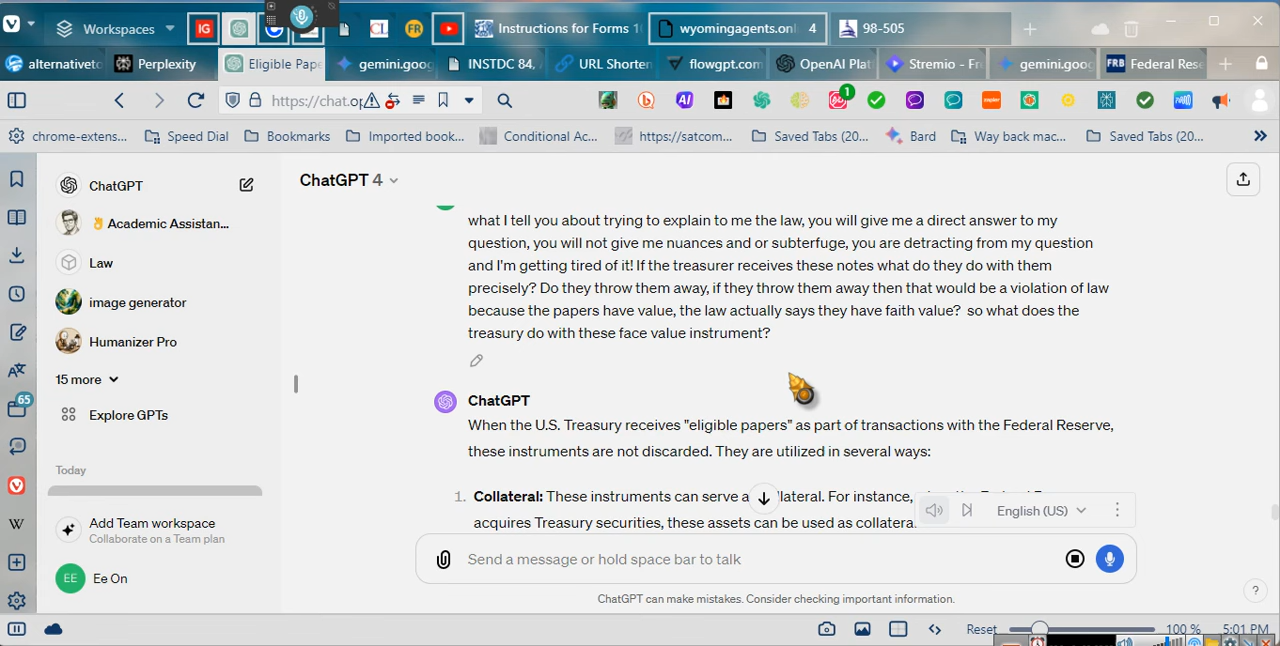 Workspaces
IG
CL
FR
Instructions for Forms 1
wyomingagents.onl
4
98-505
alternativeto
Perplexity
Eligible Pape
gemini.goog
INSTDC 84,
URL Shorten
flowgpt.com
OpenAI Plat
Stremio - Fr
gemini.goog
FRB
Federal Rese
https://chat.op
1
chrome-extens...
Speed Dial
Bookmarks
Imported book...
Conditional Ac...
https://satcom...
Saved Tabs (20...
Bard
Way back mac...
Saved Tabs (20...
ChatGPT
Academic Assistan...
Law
image generator
Humanizer Pro
15 more
Explore GPTs
Today
Add Team workspace
Collaborate on a Team plan
EE
Ee On
65
W
ChatGPT 4
what I tell you about trying to explain to me the law, you will give me a direct answer to my
question, you will not give me nuances and or subterfuge, you are detracting from my question
and I'm getting tired of it! If the treasurer receives these notes what do they do with them
precisely? Do they throw them away, if they throw them away then that would be a violation of law
because the papers have value, the law actually says they have faith value?  so what does the
treasury do with these face value instrument?
ChatGPT
When the U.S. Treasury receives "eligible papers" as part of transactions with the Federal Reserve,
these instruments are not discarded. They are utilized in several ways:
1. Collateral: These instruments can serve a llateral. For instance,
acquires Treasury securities, these assets can be used as collatera
English (US)
Send a message or hold space bar to talk
ChatGPT can make mistakes. Consider checking important information.
?
Reset
100 %
5:01 PM